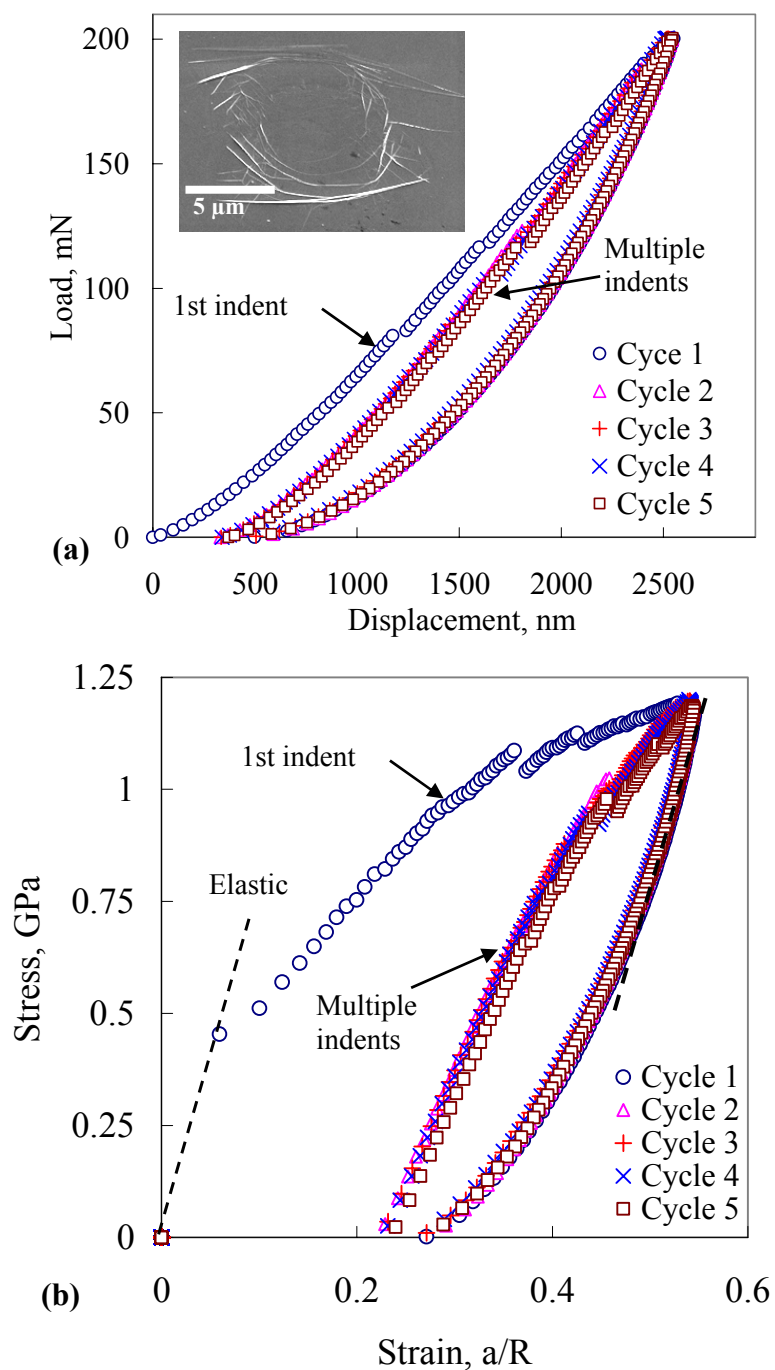 200
150
100
50
0
Load, mN
5 µm
1st indent
Multiple
indents
Cyce 1
Cycle 2
Cycle 3
Cycle 4
Cycle 5
(a)
0 500 1000 1500 2000 2500
Displacement, nm
1.25
1
0.75
0.5
0.25
0
Stress, GPa
1st indent
Elastic
Multiple
indents
Cycle 1
Cycle 2
Cycle 3
Cycle 4
Cycle 5
(b)
0 0.2 0.4 0.6
Strain, a/R